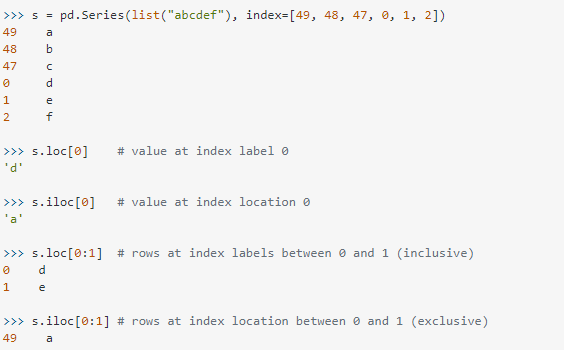 >>> s = pd.Series(list("abcdef"), index=[49, 48, 47, 0, 1, 2])
49    a
48    b
47    c
0     d
1     e
2     f
>>> s.loc[0]    # value at index label 0
'd'
>>> s.iloc[0]   # value at index location 0
'a'
>>> s.loc[0:1]  # rows at index labels between 0 and 1 (inclusive)
0    d
1    e
>>> s.iloc[0:1] # rows at index location between 0 and 1 (exclusive)
49    a